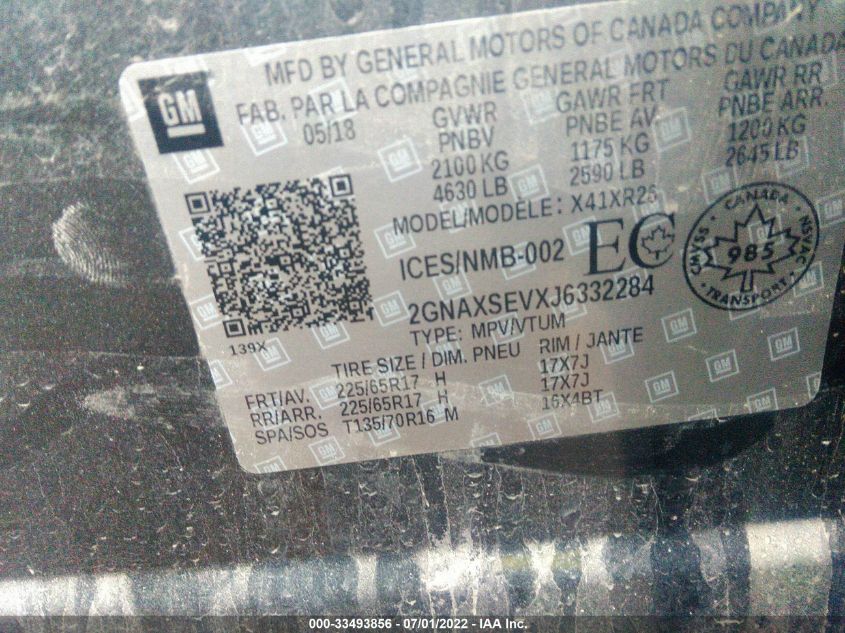 MFD BY GENERAL MOTORS OF CANADA COMPANY
FAB. PAR LA COMPAGNIE GENERAL MOTORS DU CANADA
GM
05/18
GVWR GAWR FRT GAWR RR
PNBV PNBE AV. PNBE ARR.
2100 KG 1175 KG 1200 KG
4630 LB 2590 LB 2645 LB
MODEL/MODÈLE: X41XR26
ICES/NMB-002 EC
CANADA
NSVAC
985
CMVSS
TRANSPORT
2GNAXSEVXJ6332284
TYPE: MPV/VTUM
139X
TIRE SIZE / DIM. PNEU RIM / JANTE
FRT/AV. 225/65R17 H 17X7J
RR/ARR. 225/65R17 H 17X7J
SPA/SOS T135/70R16 M 16X4BT
000-33493856 / 07/01/2022 / IAA Inc.